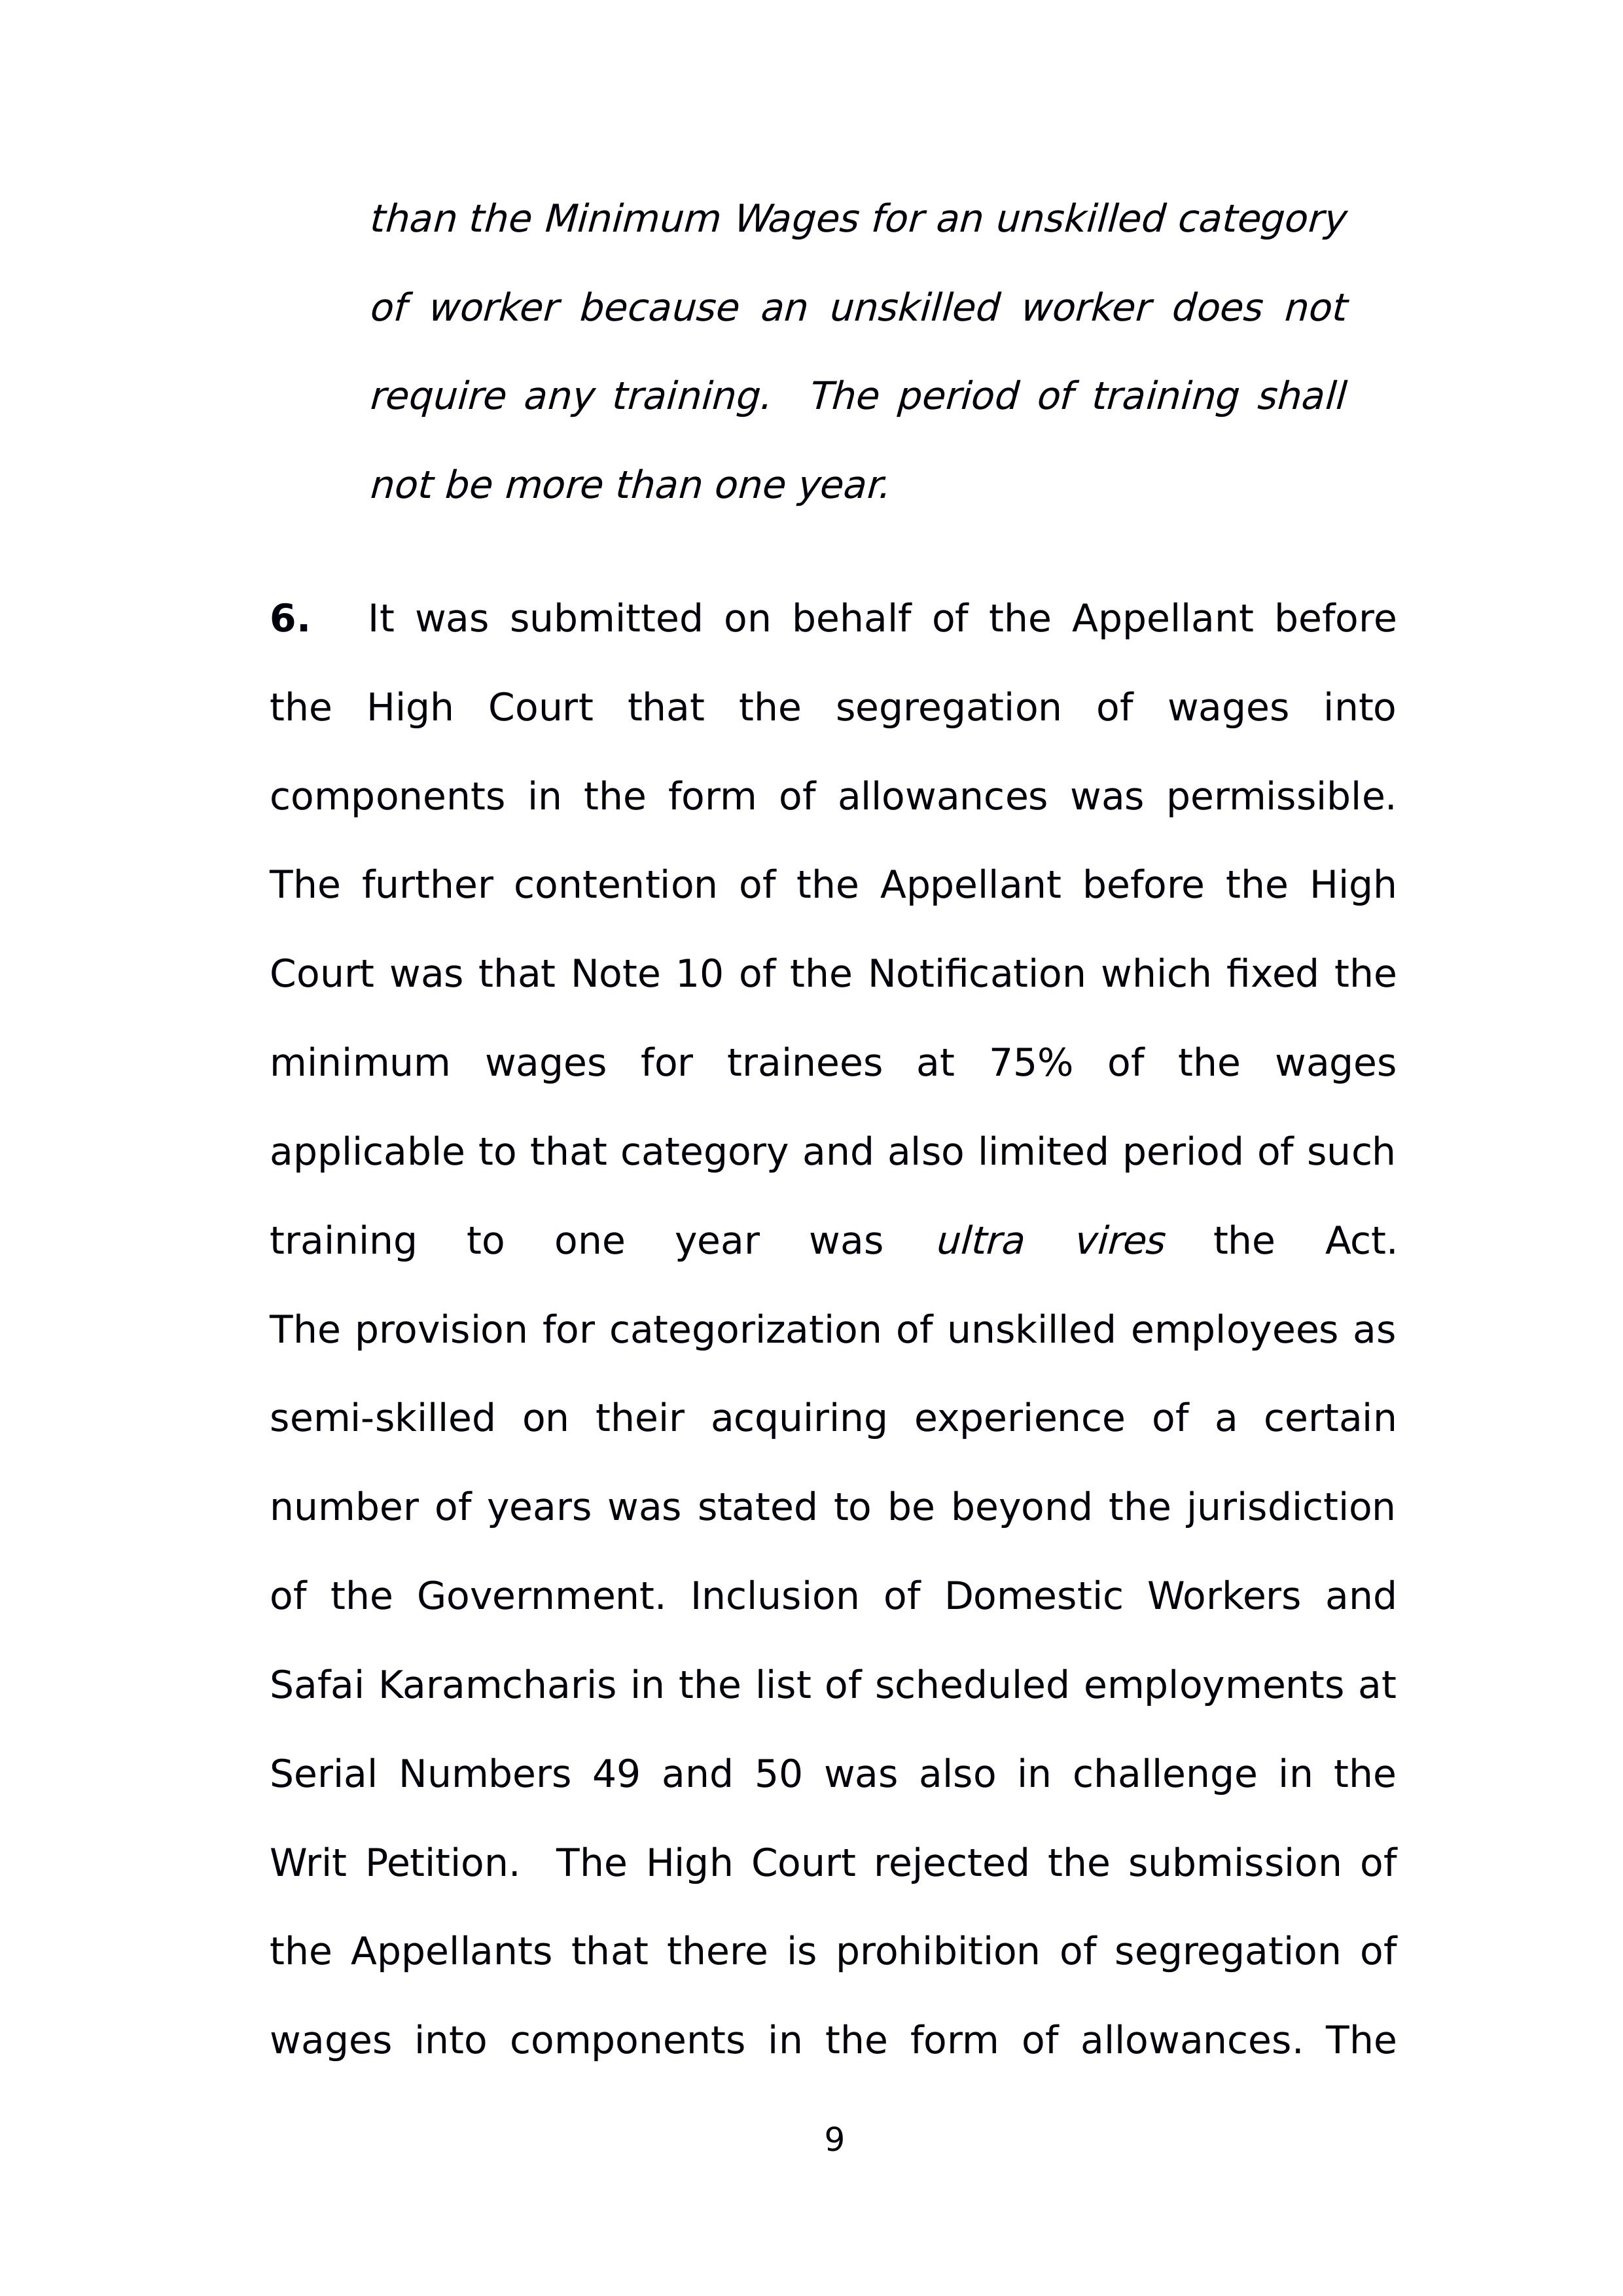 than the Minimum Wages for an unskilled category
of worker because an unskilled worker does not
require any training.  The period of training shall
not be more than one year.
6. It was submitted on behalf of the Appellant before
the High Court that the segregation of wages into
components in the form of allowances was permissible.
The further contention of the Appellant before the High
Court was that Note 10 of the Notification which fixed the
minimum wages for trainees at 75% of the wages
applicable to that category and also limited period of such
training to one year was ultra vires the Act.
The provision for categorization of unskilled employees as
semi-skilled on their acquiring experience of a certain
number of years was stated to be beyond the jurisdiction
of the Government. Inclusion of Domestic Workers and
Safai Karamcharis in the list of scheduled employments at
Serial Numbers 49 and 50 was also in challenge in the
Writ Petition.  The High Court rejected the submission of
the Appellants that there is prohibition of segregation of
wages into components in the form of allowances. The
9